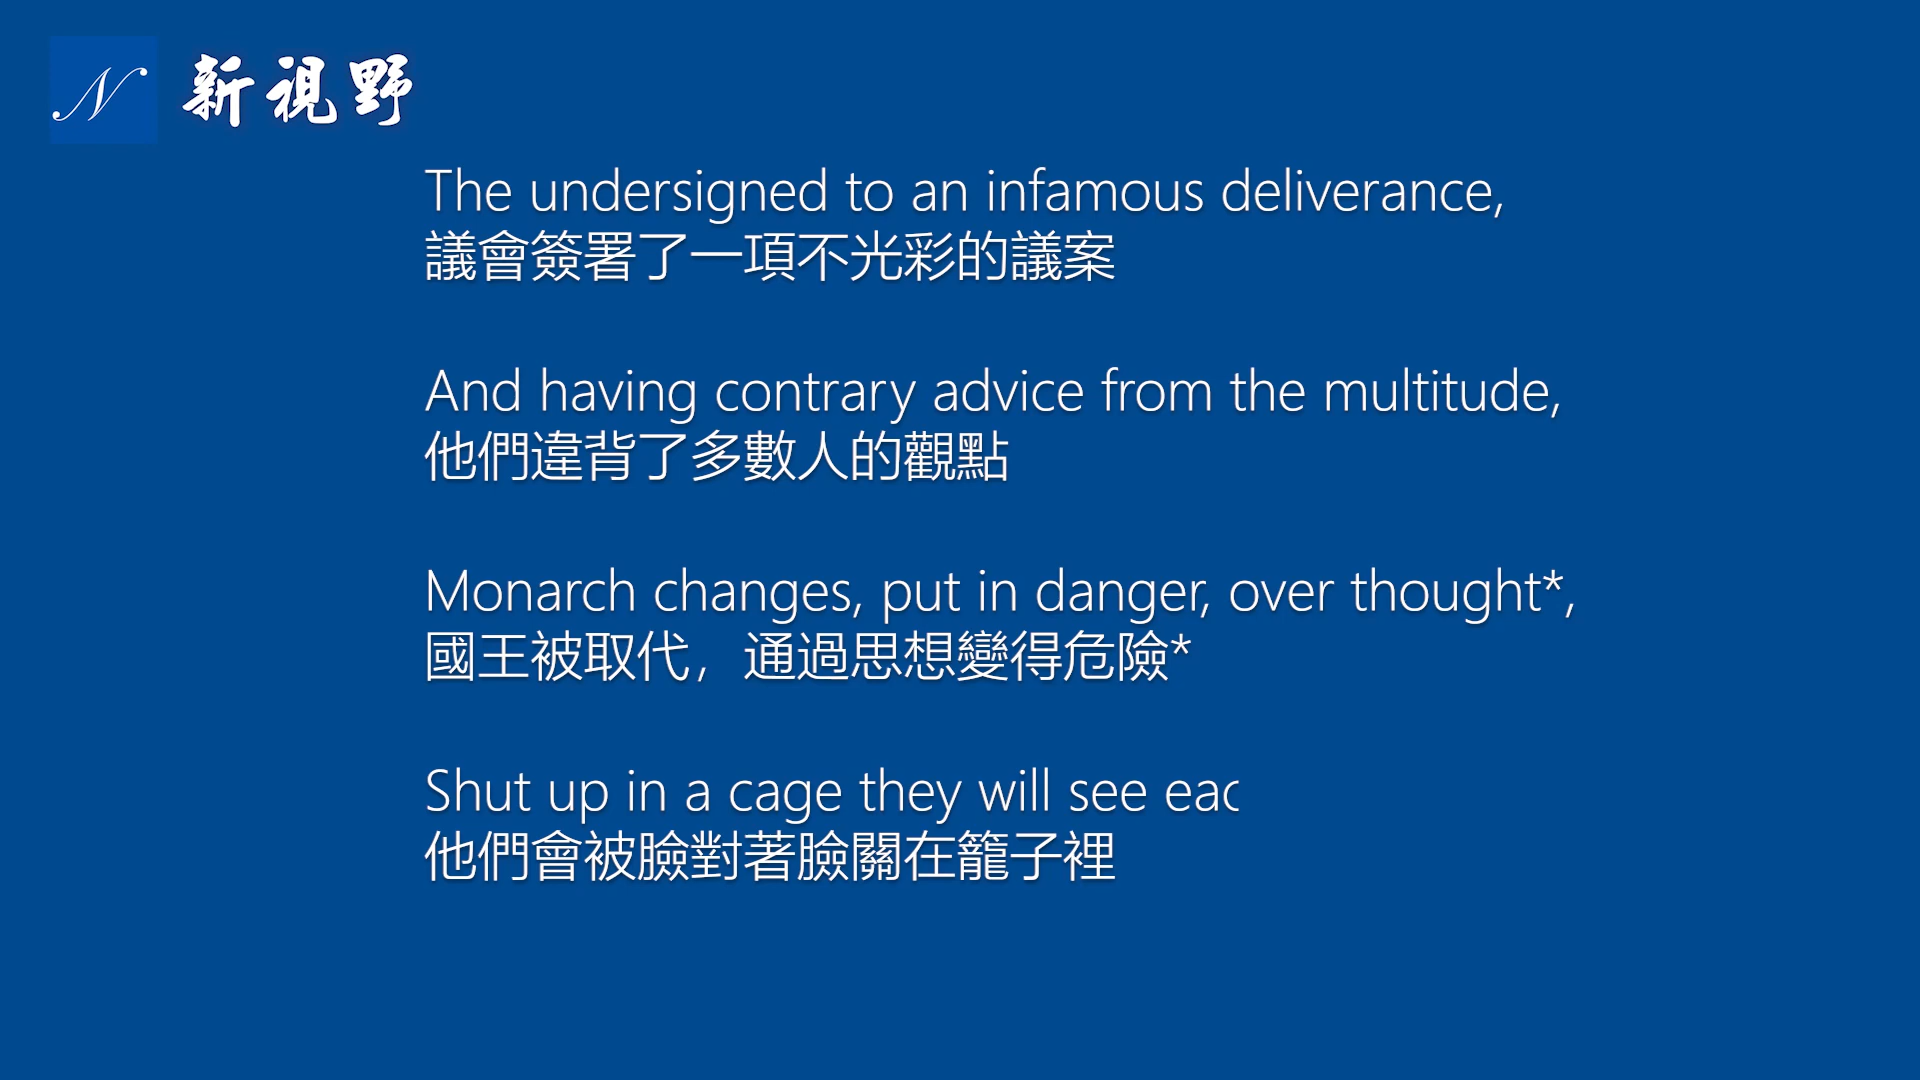 N 新視野
The undersigned to an infamous deliverance,
議會簽署了一項不光彩的議案
And having contrary advice from the multitude,
他們違背了多數人的觀點
Monarch changes, put in danger, over thought*,
國王被取代，通過思想變得危險*
Shut up in a cage they will see eac
他們會被臉對著臉關在籠子裡